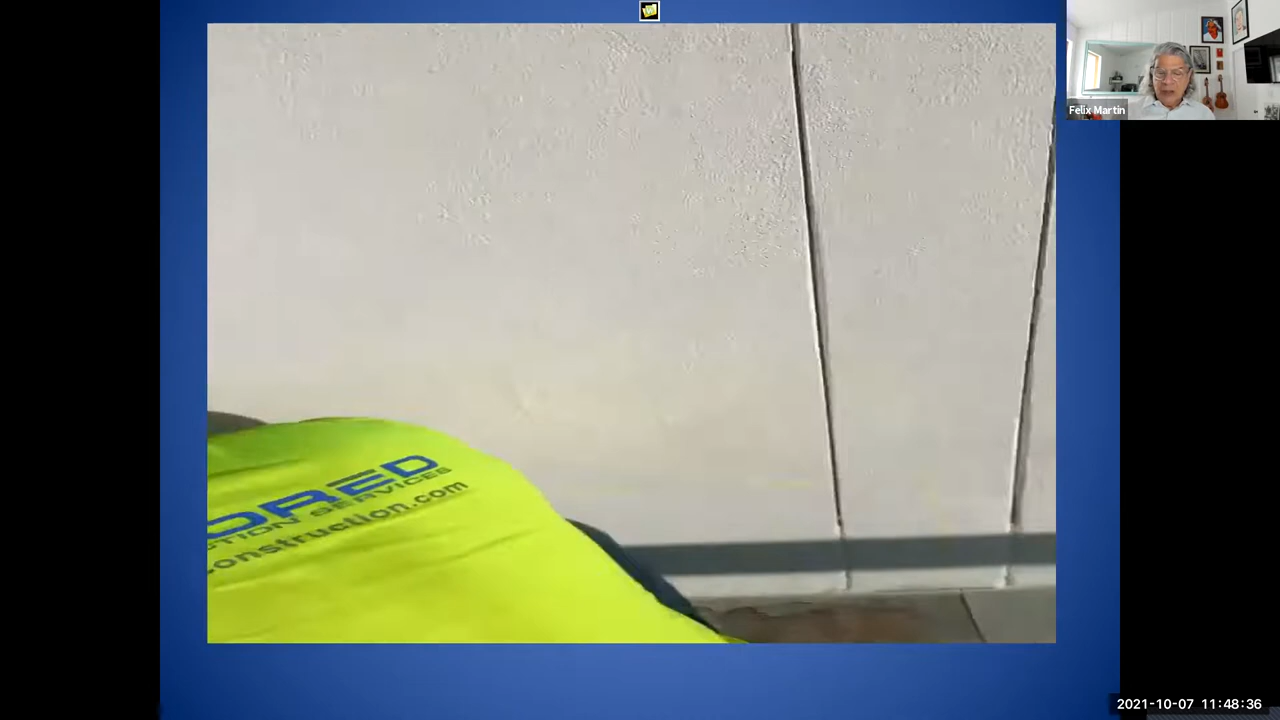 Felix Martin
ORED
CTION SERVICES
construction.com
2021-10-07 11:48:36